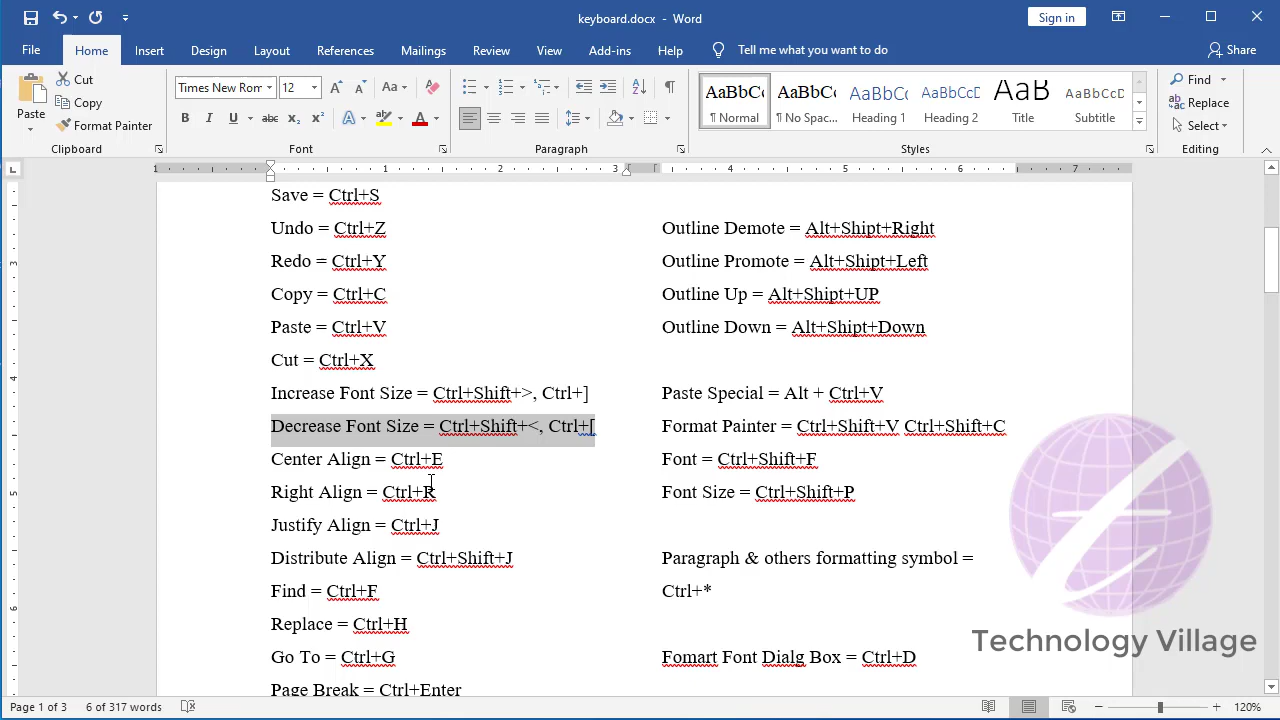 keyboard.docx - Word
Sign in
File
Home
Insert
Design
Layout
References
Mailings
Review
View
Add-ins
Help
Tell me what you want to do
Share
Paste
Cut
Copy
Format Painter
Clipboard
Times New Ron
12
Font
Paragraph
AaBbCc
¶ Normal
AaBbCc
¶ No Spac...
AaBbCc
Heading 1
AaBbCcD
Heading 2
AaB
Title
AaBbCcD
Subtitle
Styles
Find
Replace
Select
Editing
Save = Ctrl+S
Undo = Ctrl+Z
Redo = Ctrl+Y
Copy = Ctrl+C
Paste = Ctrl+V
Cut = Ctrl+X
Increase Font Size = Ctrl+Shift+>, Ctrl+]
Decrease Font Size = Ctrl+Shift+<, Ctrl+[
Center Align = Ctrl+E
Right Align = Ctrl+R
Justify Align = Ctrl+J
Distribute Align = Ctrl+Shift+J
Find = Ctrl+F
Replace = Ctrl+H
Go To = Ctrl+G
Page Break = Ctrl+Enter
Outline Demote = Alt+Shipt+Right
Outline Promote = Alt+Shipt+Left
Outline Up = Alt+Shipt+UP
Outline Down = Alt+Shipt+Down
Paste Special = Alt + Ctrl+V
Format Painter = Ctrl+Shift+V Ctrl+Shift+C
Font = Ctrl+Shift+F
Font Size = Ctrl+Shift+P
Paragraph & others formatting symbol =
Ctrl+*
Fomart Font Dialg Box = Ctrl+D
Technology Village
Page 1 of 3
6 of 317 words
120%